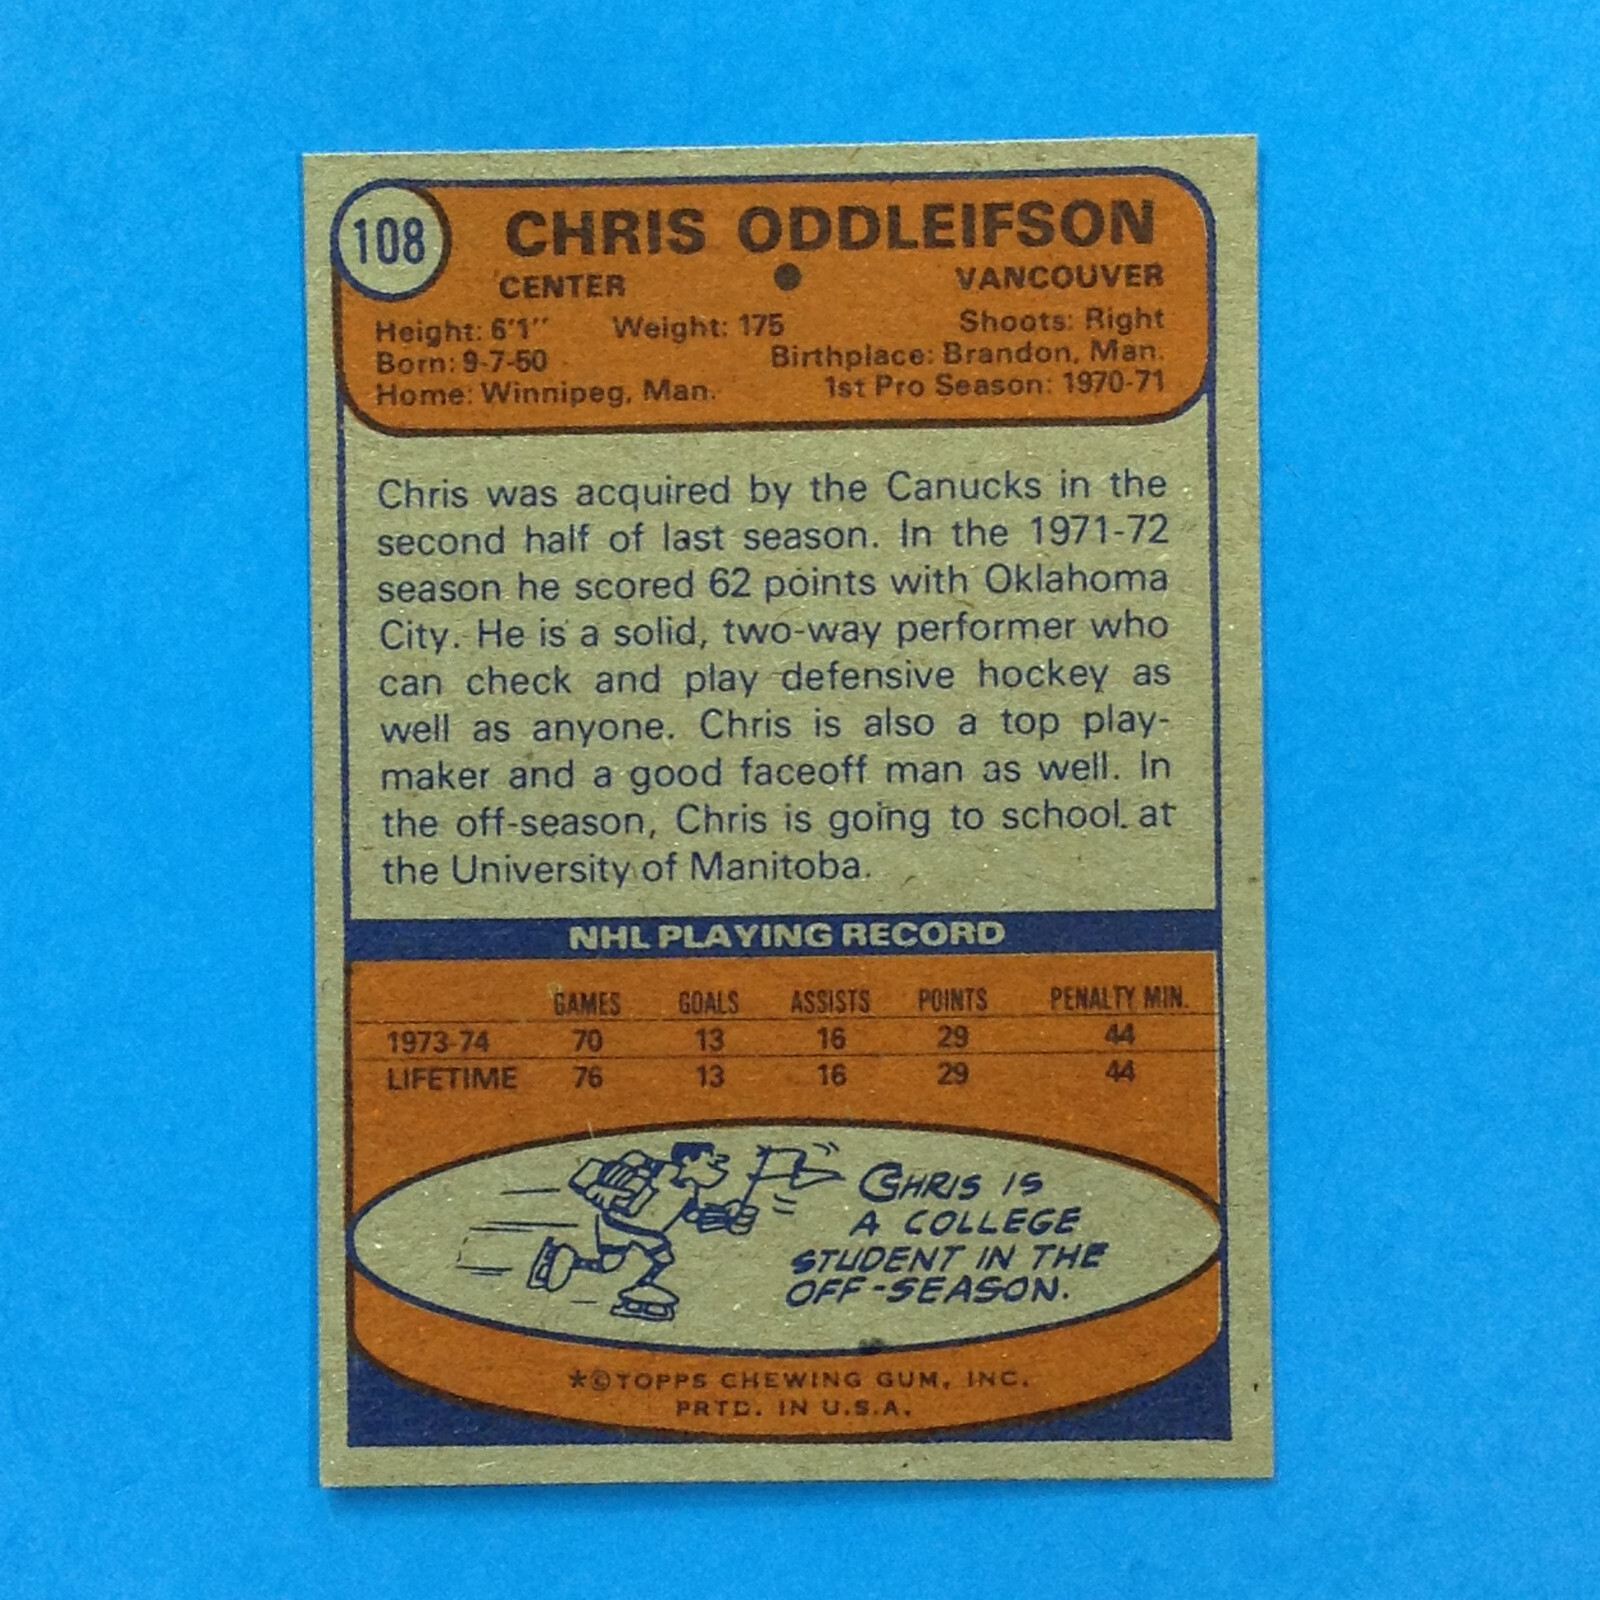 108
CHRIS ODDLEIFSON
CENTER ● VANCOUVER
Height: 6'1" Weight: 175 Shoots: Right
Born: 9-7-50 Birthplace: Brandon, Man.
Home: Winnipeg, Man. 1st Pro Season: 1970-71
Chris was acquired by the Canucks in the
second half of last season. In the 1971-72
season he scored 62 points with Oklahoma
City. He is a solid, two-way performer who
can check and play defensive hockey as
well as anyone. Chris is also a top play-
maker and a good faceoff man as well. In
the off-season, Chris is going to school at
the University of Manitoba.
NHL PLAYING RECORD
GAMES GOALS ASSISTS POINTS PENALTY MIN.
1973-74 70 13 16 29 44
LIFETIME 76 13 16 29 44
CHRIS IS
A COLLEGE
STUDENT IN THE
OFF-SEASON.
*©TOPPS CHEWING GUM, INC.
PRTD. IN U.S.A.